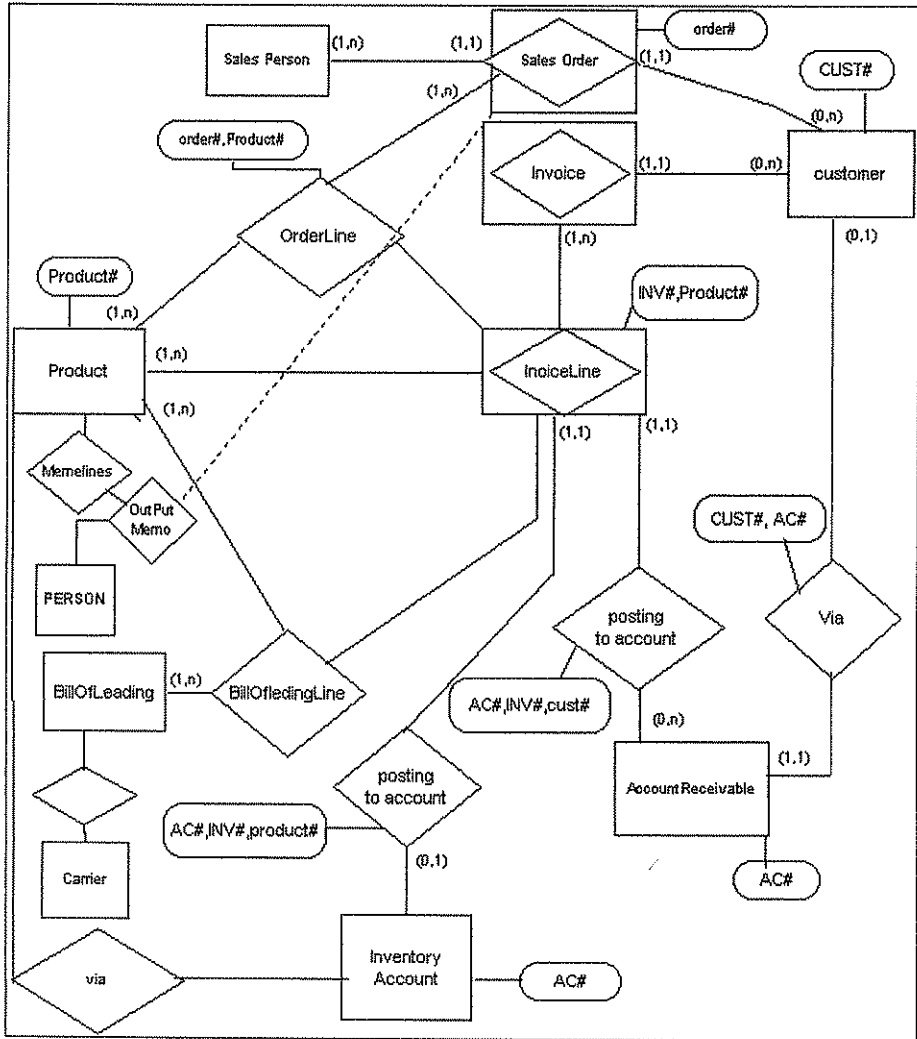 order#
(1,n)
(1,1)
Sales Person
Sales Order
(1,1)
CUST#
(1,n)
(0,n)
order#,Product#
Invoice
(1,1)
(0,n)
customer
OrderLine
(1,n)
(0,1)
Product#
INV#,Product#
(1,n)
(1,n)
Product
InoiceLine
(1,n)
(1,1)
(1,1)
Memelines
OutPut
Memo
CUST#, AC#
PERSON
posting
to account
Via
BillOfLeading
(1,n)
BillOfledingLine
AC#,INV#,cust#
(0,n)
(1,1)
posting
to account
AccountReceivable
AC#,INV#,product#
(0,1)
Carrier
AC#
Inventory
Account
via
AC#